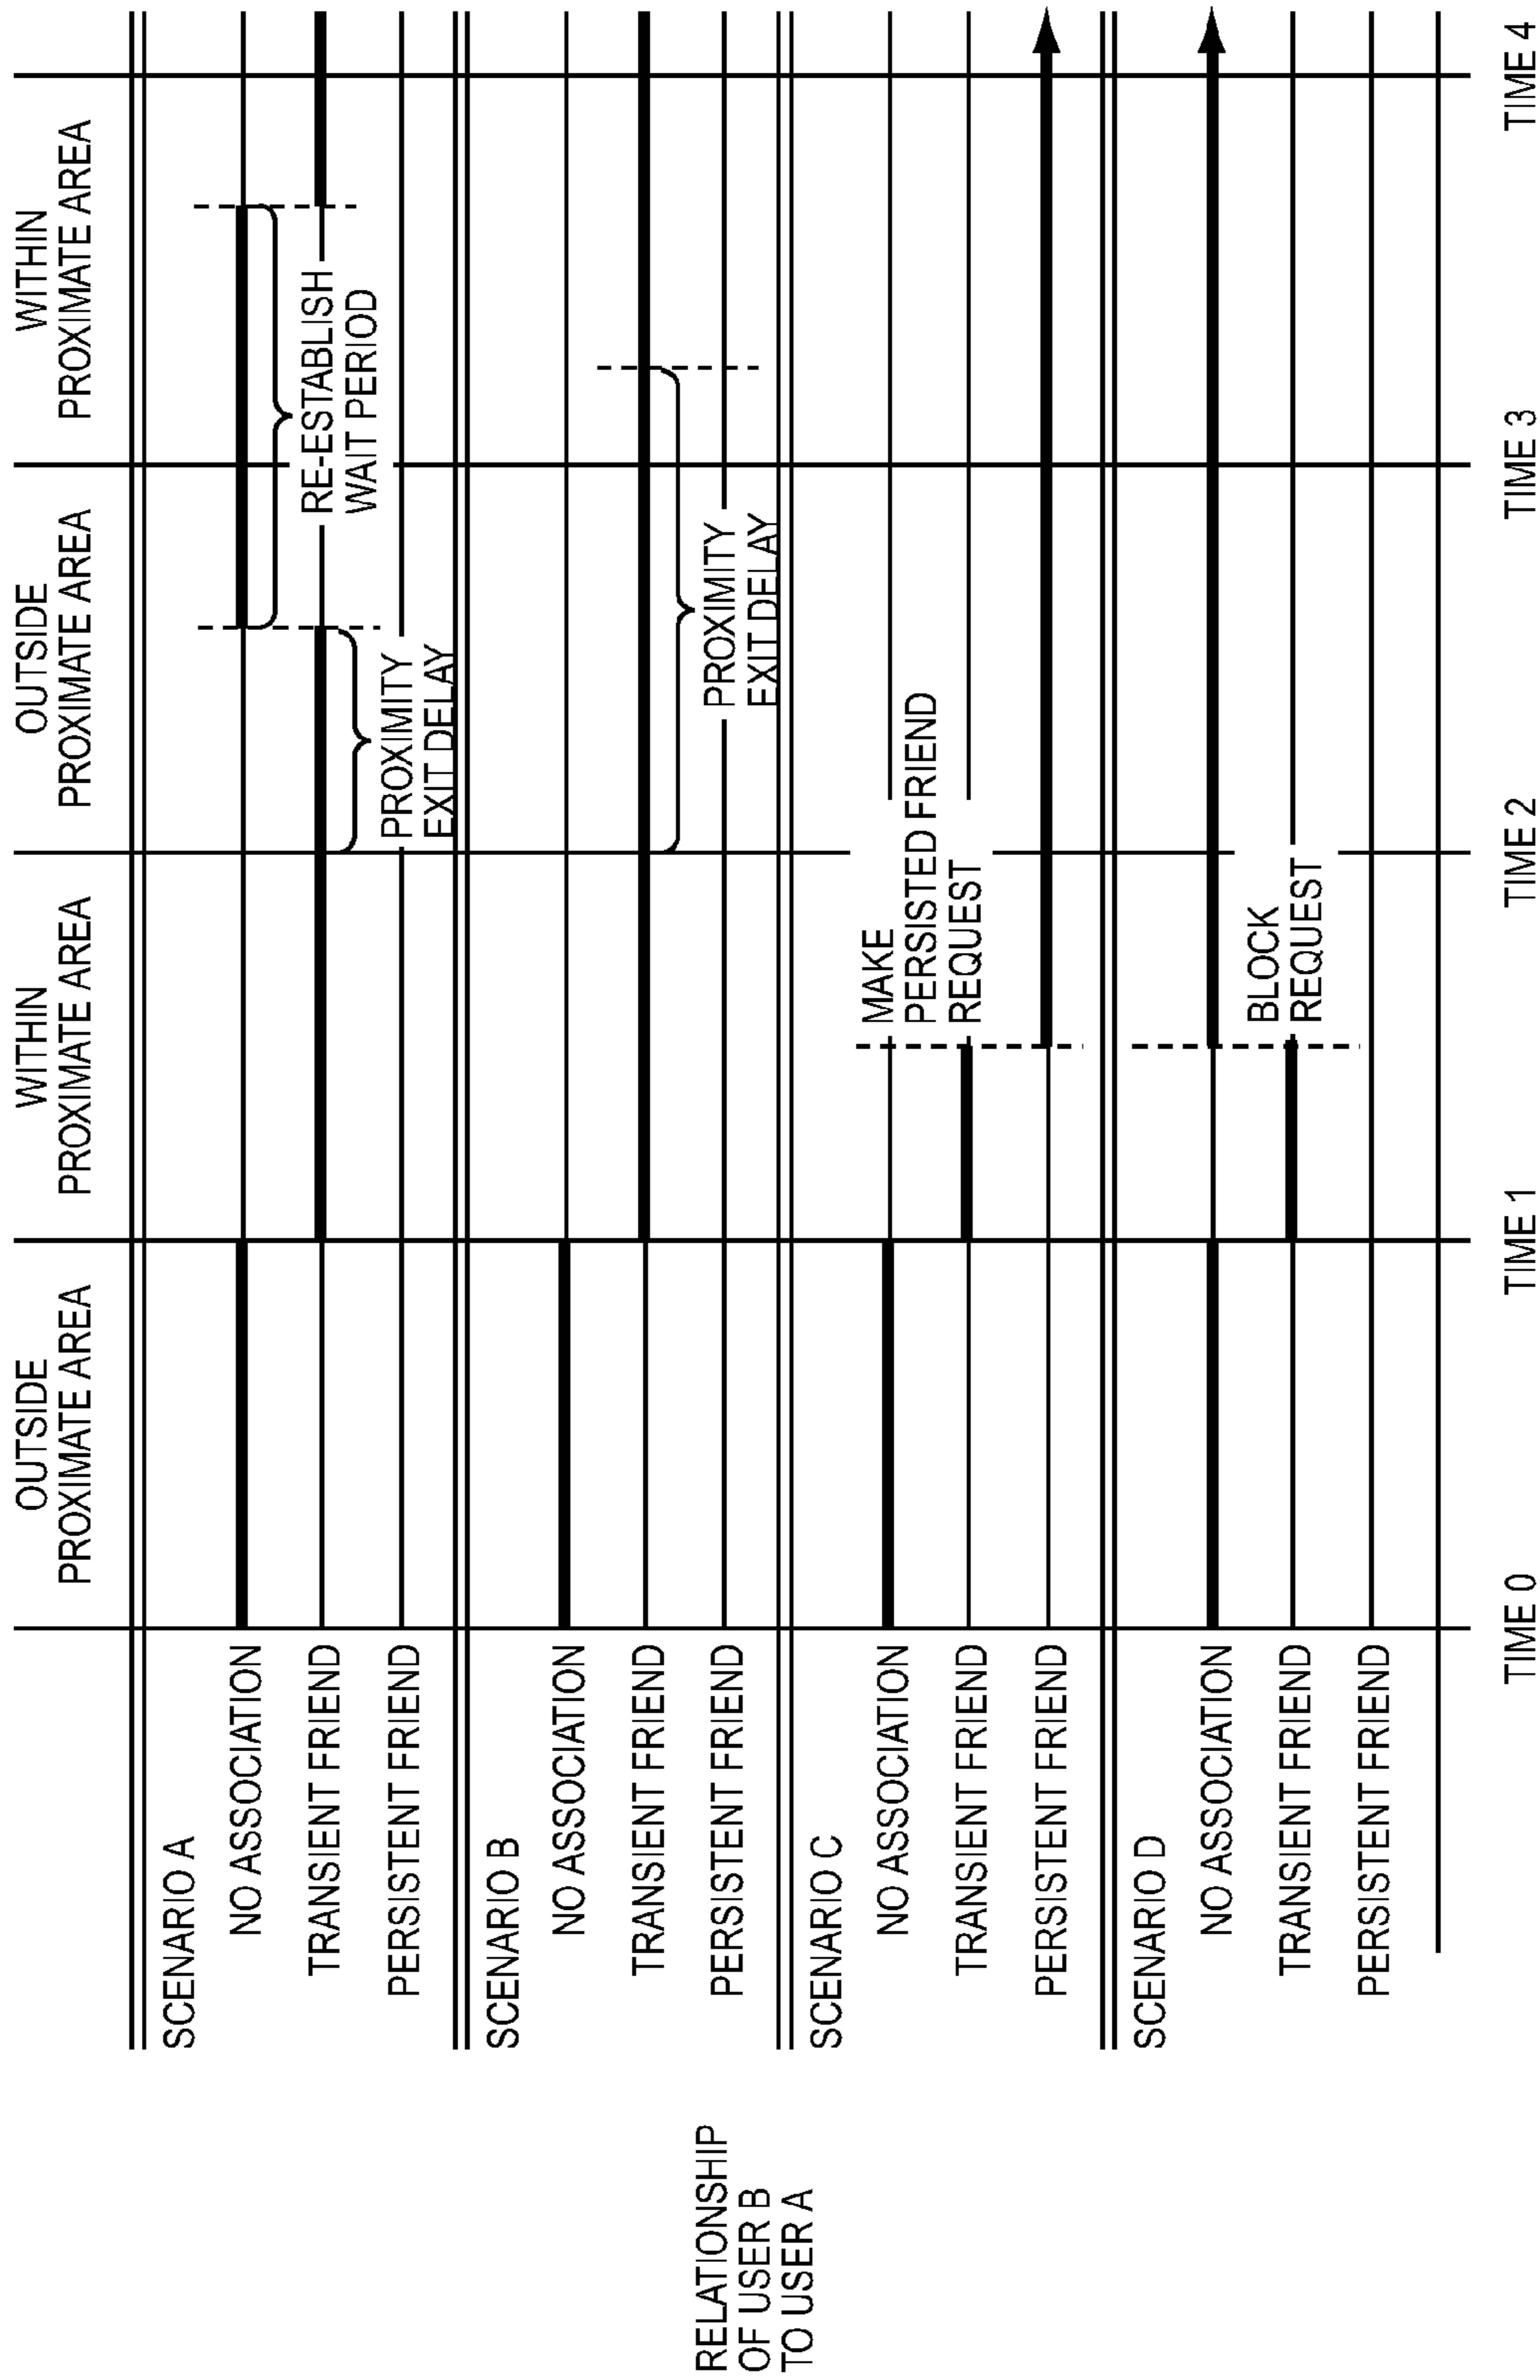 OUTSIDE
PROXIMATE AREA
WITHIN
PROXIMATE AREA
OUTSIDE
PROXIMATE AREA
WITHIN
PROXIMATE AREA
SCENARIO A
NO ASSOCIATION
TRANSIENT FRIEND
PERSISTENT FRIEND
PROXIMITY
EXIT DELAY
RE-ESTABLISH
WAIT PERIOD
RELATIONSHIP
OF USER B
TO USER A
SCENARIO B
NO ASSOCIATION
TRANSIENT FRIEND
PERSISTENT FRIEND
PROXIMITY
EXIT DELAY
SCENARIO C
NO ASSOCIATION
TRANSIENT FRIEND
PERSISTENT FRIEND
MAKE
PERSISTED FRIEND
REQUEST
SCENARIO D
NO ASSOCIATION
TRANSIENT FRIEND
PERSISTENT FRIEND
BLOCK
REQUEST
TIME 0
TIME 1
TIME 2
TIME 3
TIME 4